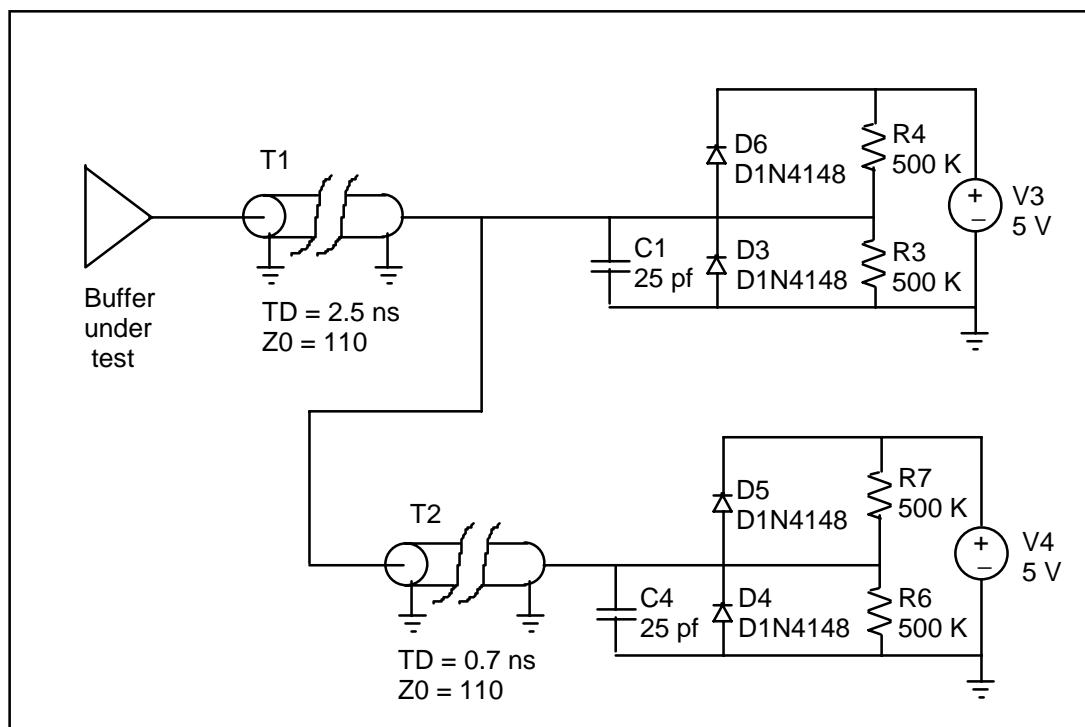 T1
Buffer
under
test
TD = 2.5 ns
Z0 = 110
C1
25 pf
D6
D1N4148
D3
D1N4148
R4
500 K
R3
500 K
+
−
V3
5 V
T2
TD = 0.7 ns
Z0 = 110
C4
25 pf
D5
D1N4148
D4
D1N4148
R7
500 K
R6
500 K
+
−
V4
5 V